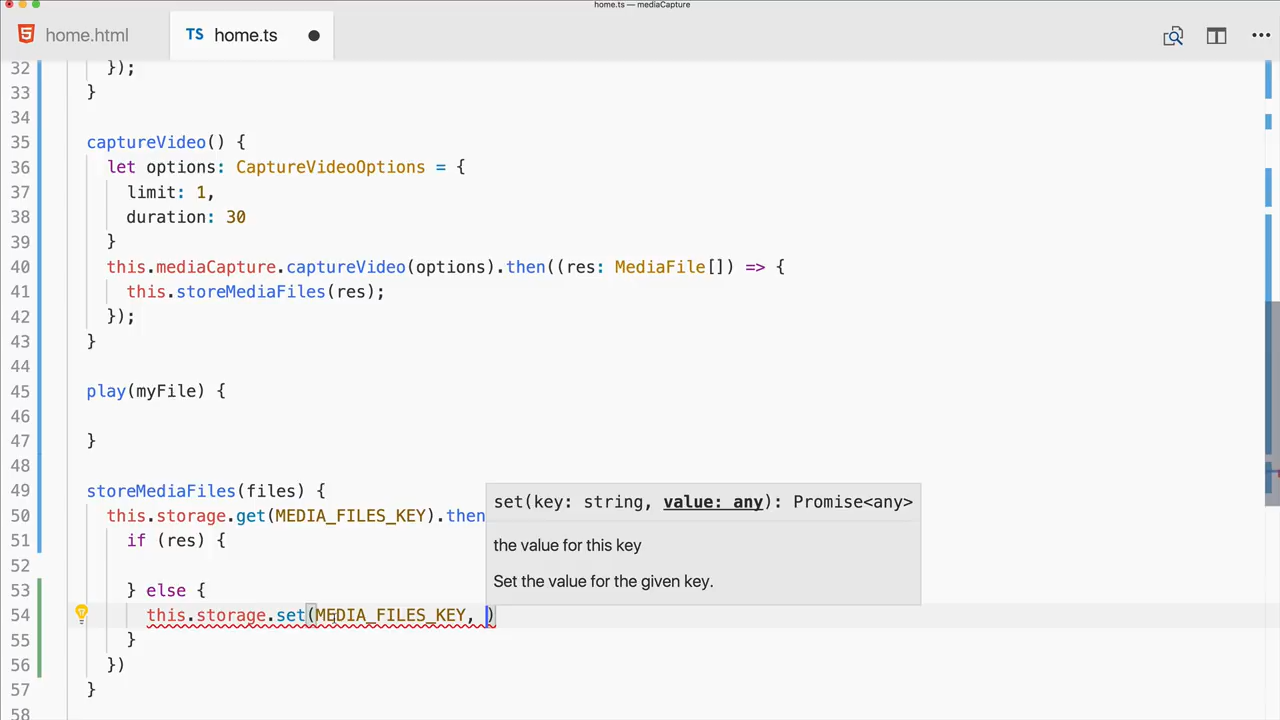 home.ts — mediaCapture
home.html
TS home.ts
32 });
33 }
34
35 captureVideo() {
36 let options: CaptureVideoOptions = {
37 limit: 1,
38 duration: 30
39 }
40 this.mediaCapture.captureVideo(options).then((res: MediaFile[]) => {
41 this.storeMediaFiles(res);
42 });
43 }
44
45 play(myFile) {
46
47 }
48
49 storeMediaFiles(files) {
50 this.storage.get(MEDIA_FILES_KEY).then
51 if (res) {
52
53 } else {
54 this.storage.set(MEDIA_FILES_KEY, )
55 }
56 })
57 }
58
set(key: string, value: any): Promise<any>
the value for this key
Set the value for the given key.